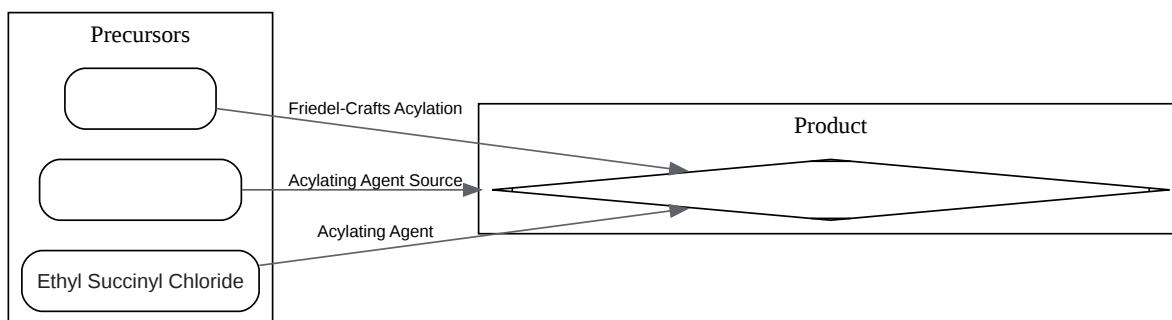 Precursors
Friedel-Crafts Acylation
Product
Acylating Agent Source
Acylating Agent
Ethyl Succinyl Chloride